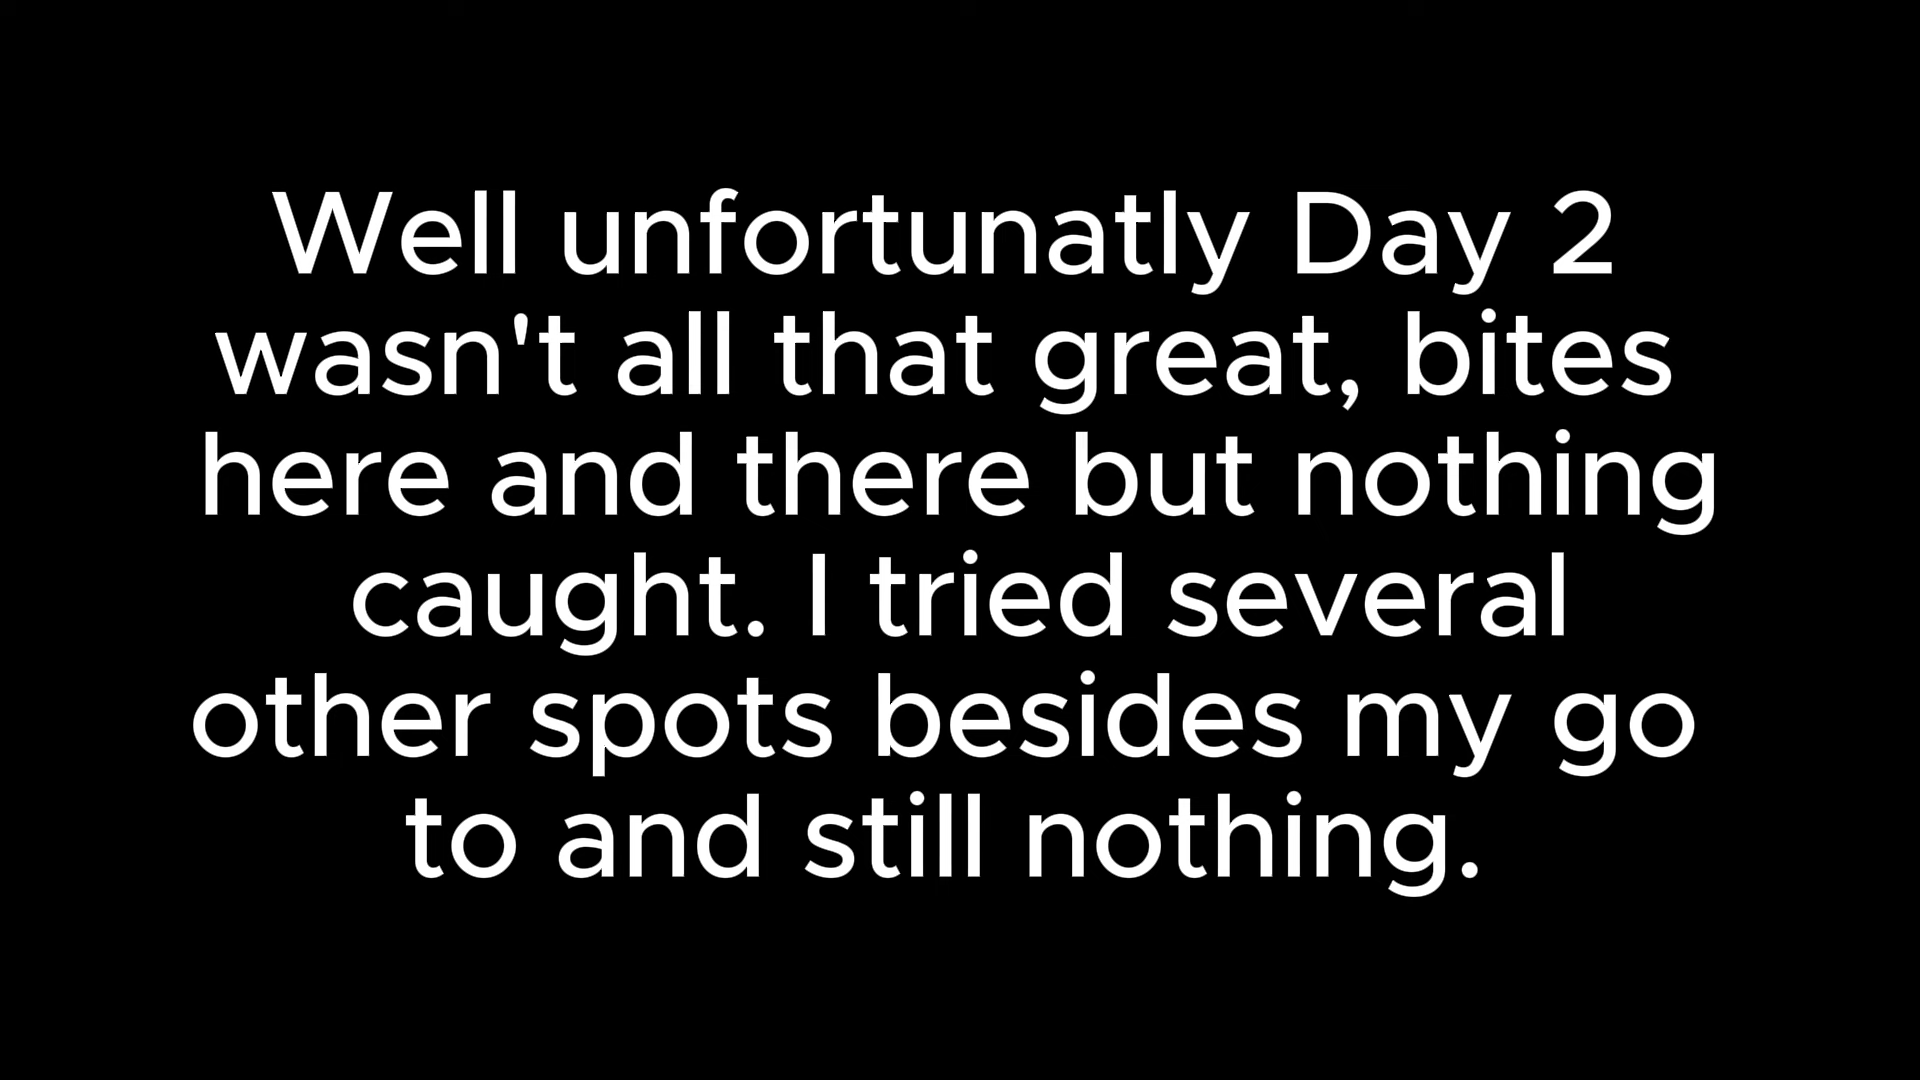 Well unfortunatly Day 2
wasn't all that great, bites
here and there but nothing
caught. I tried several
other spots besides my go
to and still nothing.